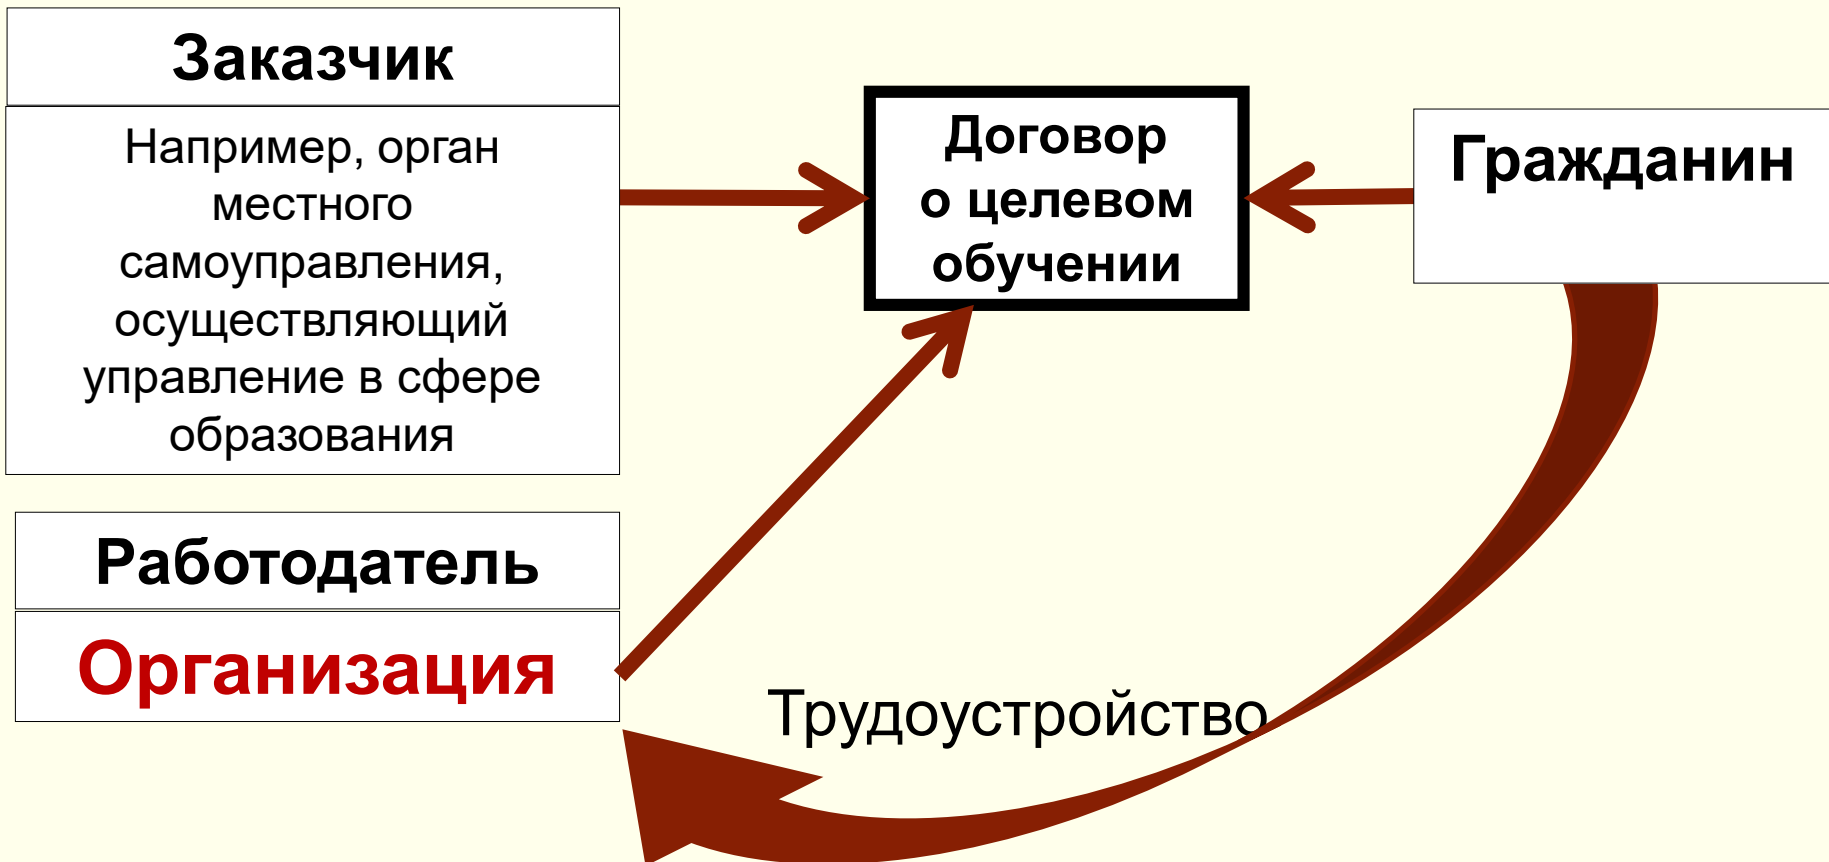 Заказчик
Например, орган
местного
самоуправления,
осуществляющий
управление в сфере
образования
Договор
о целевом
обучении
Гражданин
Работодатель
Организация
Трудоустройство